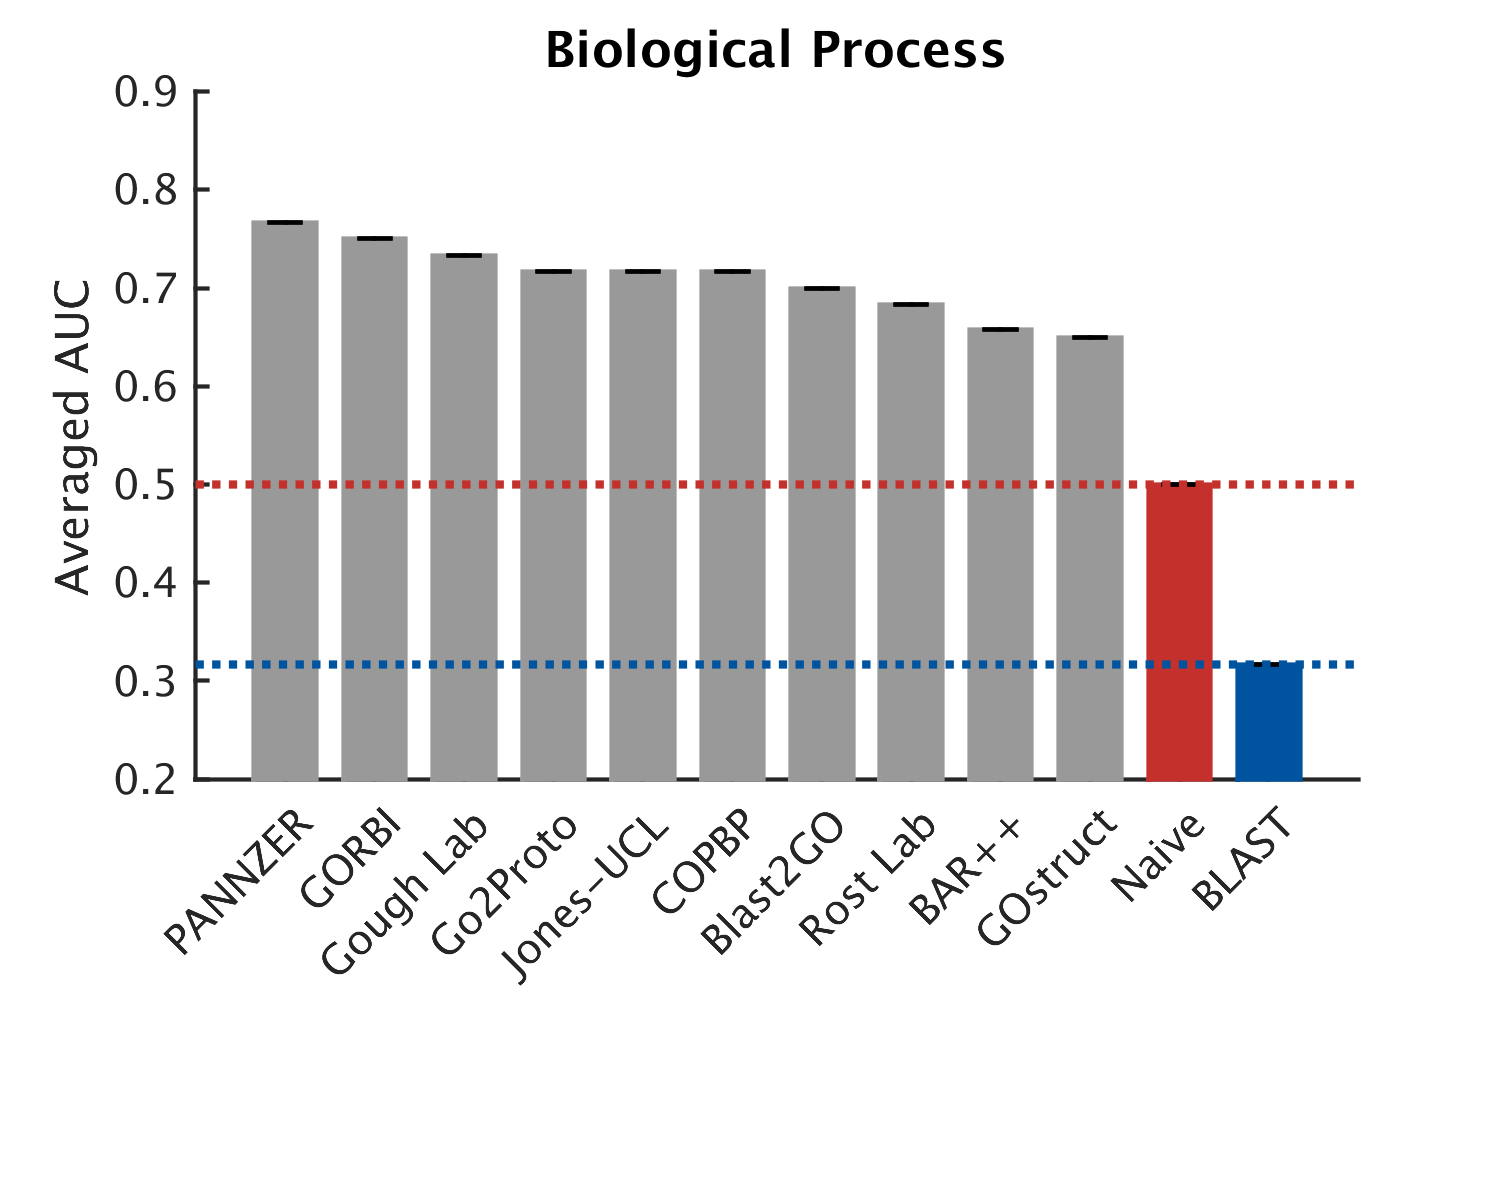 Biological Process
Averaged AUC
0.9
0.8
0.7
0.6
0.5
0.4
0.3
0.2
PANNZER
GORBI
Gough Lab
Go2Proto
Jones−UCL
COPBP
Blast2GO
Rost Lab
BAR++
GOstruct
Naive
BLAST